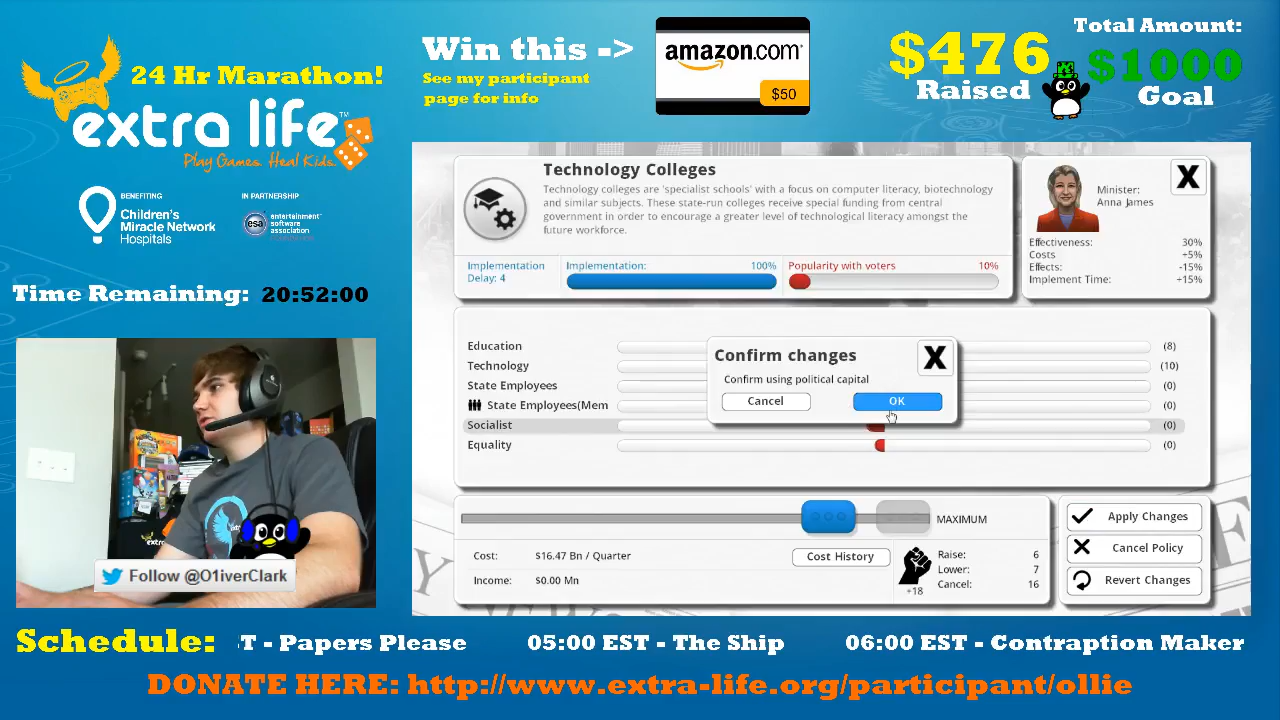 24 Hr Marathon!
extra life™
Play Games. Heal Kids.
BENEFITING
Children's
Miracle Network
Hospitals
IN PARTNERSHIP
esa
entertainment
software
association
Time Remaining: 20:52:00
Follow @O1iverClark
Win this ->
See my participant
page for info
amazon.com
$50
$476
Raised
Total Amount:
$1000
Goal
Technology Colleges
Technology colleges are 'specialist schools' with a focus on computer literacy, biotechnology
and similar subjects. These state-run colleges receive special funding from central
government in order to encourage a greater level of technological literacy amongst the
future workforce.
Implementation
Delay: 4
Implementation: 100%
Popularity with voters 10%
X
Minister:
Anna James
Effectiveness: 30%
Costs +5%
Effects: -15%
Implement Time: +15%
Education (8)
Technology (10)
State Employees (0)
State Employees(Mem (0)
Socialist (0)
Equality (0)
Confirm changes X
Confirm using political capital
Cancel OK
MAXIMUM
Cost: $16.47 Bn / Quarter
Cost History
Income: $0.00 Mn
+18
Raise: 6
Lower: 7
Cancel: 16
Apply Changes
Cancel Policy
Revert Changes
Schedule: T - Papers Please 05:00 EST - The Ship 06:00 EST - Contraption Maker
DONATE HERE: http://www.extra-life.org/participant/ollie